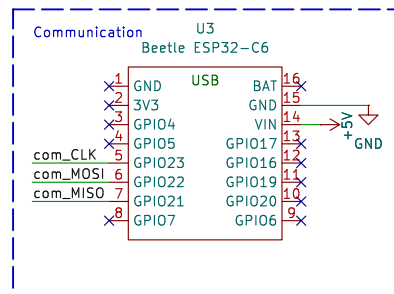 Communication
U3
Beetle ESP32-C6
USB
1 GND BAT 16
2 3V3 GND 15
3 GPIO4 VIN 14 +5V
4 GPIO5 GPIO17 13 GND
com_CLK 5 GPIO23 GPIO16 12
com_MOSI 6 GPIO22 GPIO19 11
com_MISO 7 GPIO21 GPIO20 10
8 GPIO7 GPIO6 9